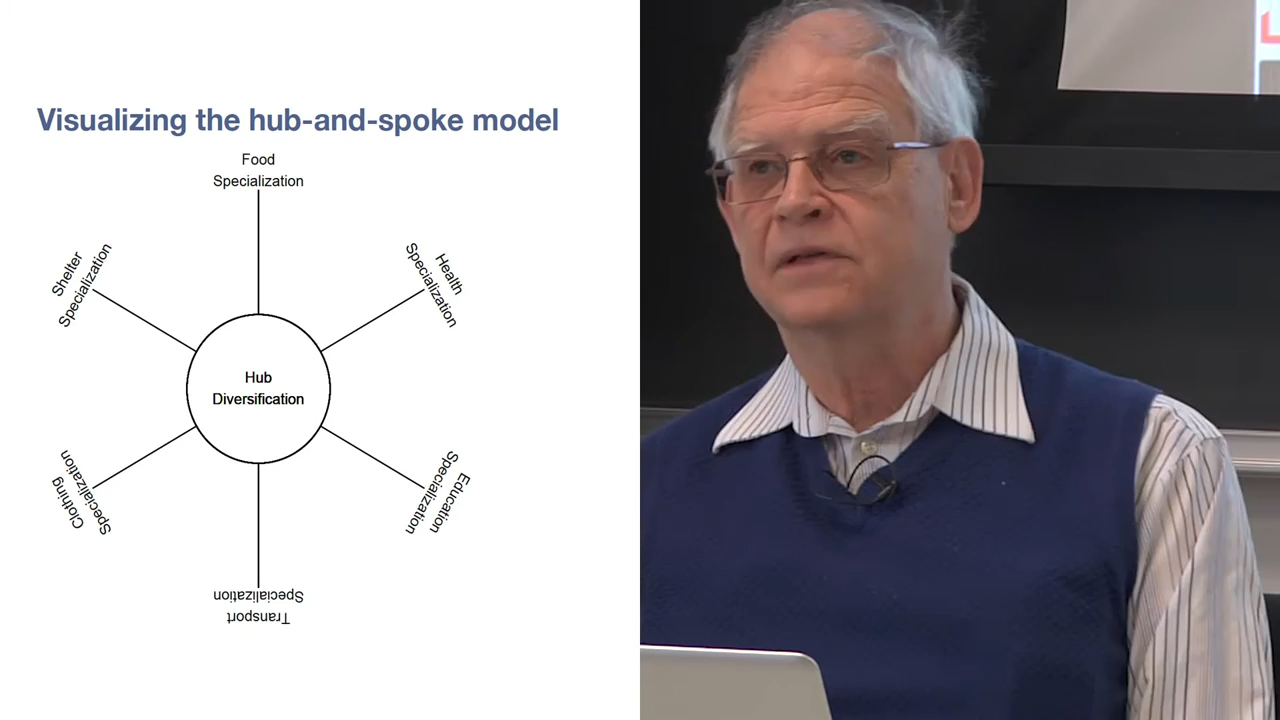 Visualizing the hub-and-spoke model
Food
Specialization
Shelter
Specialization
Health
Specialization
Hub
Diversification
Clothing
Specialization
Education
Specialization
Transport
Specialization